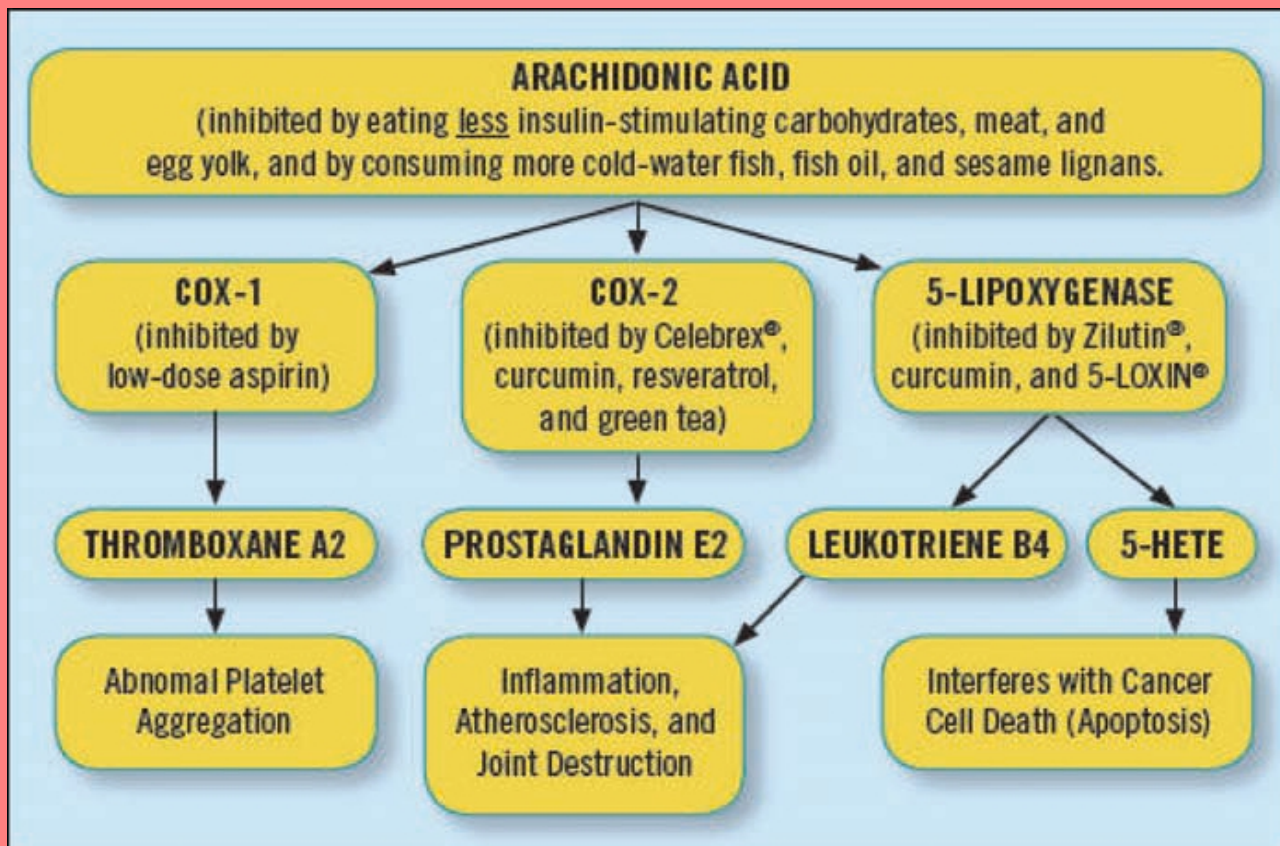 ARACHIDONIC ACID
(inhibited by eating less insulin-stimulating carbohydrates, meat, and
egg yolk, and by consuming more cold-water fish, fish oil, and sesame lignans.
COX-1
(inhibited by
low-dose aspirin)
COX-2
(inhibited by Celebrex®,
curcumin, resveratrol,
and green tea)
5-LIPOXYGENASE
(inhibited by Zilutin®,
curcumin, and 5-LOXIN®
THROMBOXANE A2
PROSTAGLANDIN E2
LEUKOTRIENE B4
5-HETE
Abnomal Platelet
Aggregation
Inflammation,
Atherosclerosis, and
Joint Destruction
Interferes with Cancer
Cell Death (Apoptosis)